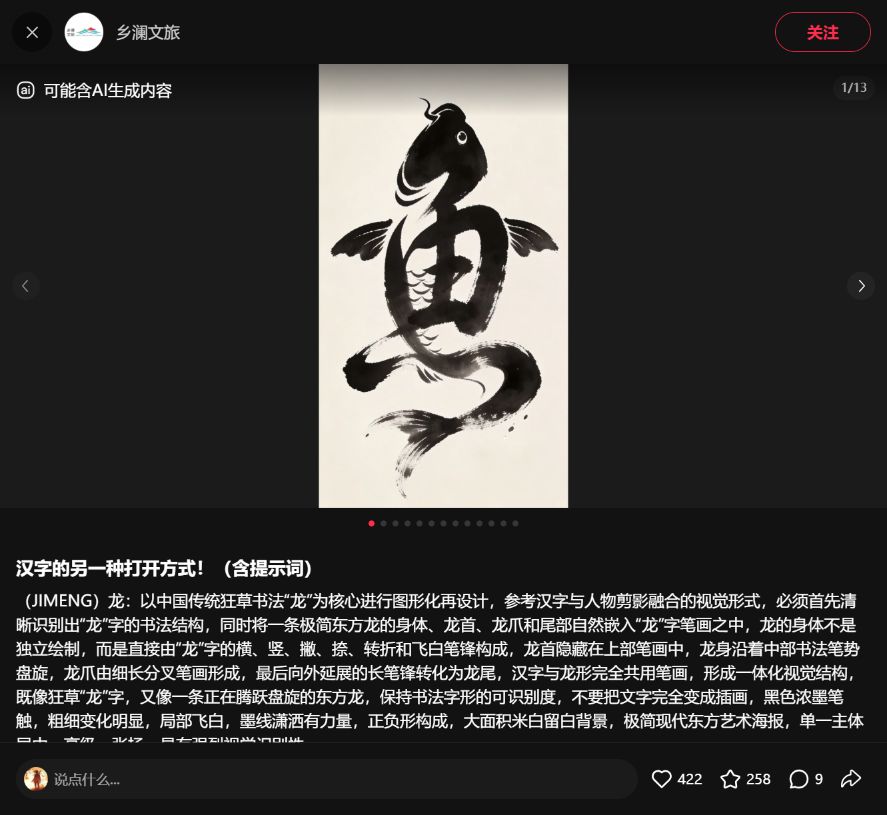 乡澜文旅
关注
ai 可能含AI生成内容
1/13
鱼
汉字的另一种打开方式！（含提示词）
（JIMENG）龙：以中国传统狂草书法“龙”为核心进行图形化再设计，参考汉字与人物剪影融合的视觉形式，必须首先清
晰识别出“龙”字的书法结构，同时将一条极简东方龙的身体、龙首、龙爪和尾部自然嵌入“龙”字笔画之中，龙的身体不是
独立绘制，而是直接由“龙”字的横、竖、撇、捺、转折和飞白笔锋构成，龙首隐藏在上部笔画中，龙身沿着中部书法笔势
盘旋，龙爪由细长分叉笔画形成，最后向外延展的长笔锋转化为龙尾，汉字与龙形完全共用笔画，形成一体化视觉结构，
既像狂草“龙”字，又像一条正在腾跃盘旋的东方龙，保持书法字形的可识别度，不要把文字完全变成插画，黑色浓墨笔
触，粗细变化明显，局部飞白，墨线潇洒有力量，正负形构成，大面积米白留白背景，极简现代东方艺术海报，单一主体
说点什么...
422
258
9